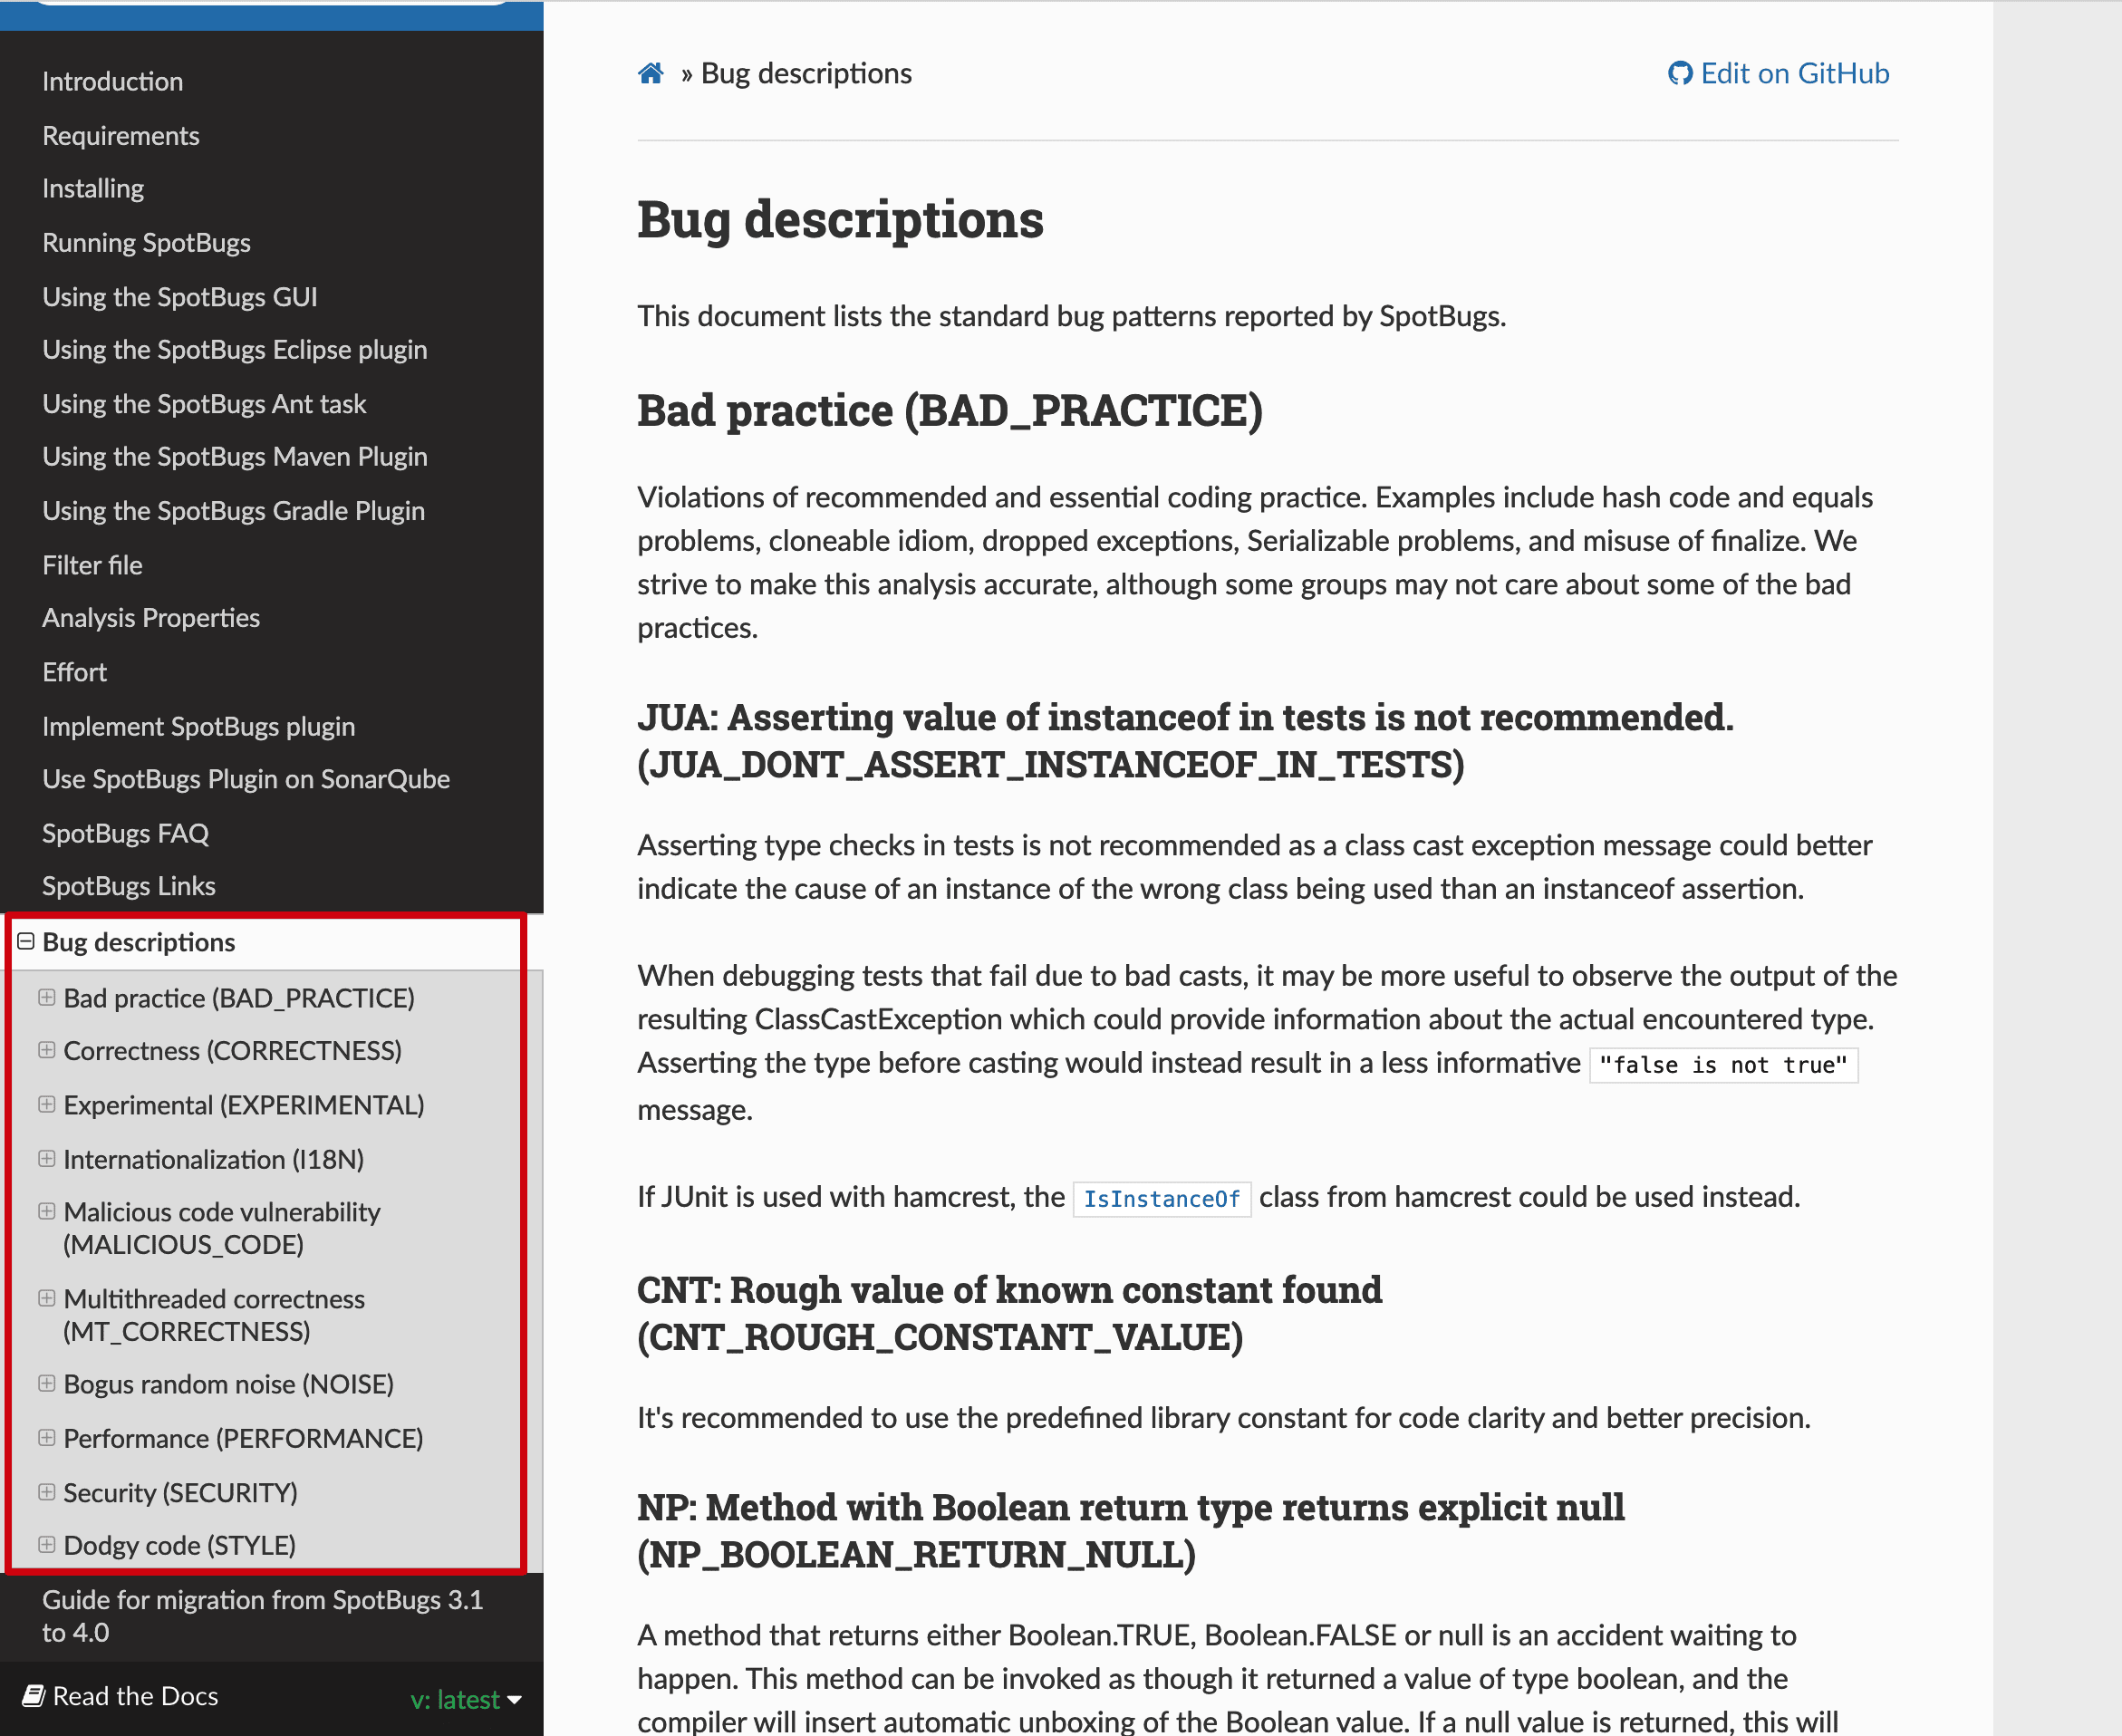 Introduction
Requirements
Installing
Running SpotBugs
Using the SpotBugs GUI
Using the SpotBugs Eclipse plugin
Using the SpotBugs Ant task
Using the SpotBugs Maven Plugin
Using the SpotBugs Gradle Plugin
Filter file
Analysis Properties
Effort
Implement SpotBugs plugin
Use SpotBugs Plugin on SonarQube
SpotBugs FAQ
SpotBugs Links
Bug descriptions
Bad practice (BAD_PRACTICE)
Correctness (CORRECTNESS)
Experimental (EXPERIMENTAL)
Internationalization (I18N)
Malicious code vulnerability
(MALICIOUS_CODE)
Multithreaded correctness
(MT_CORRECTNESS)
Bogus random noise (NOISE)
Performance (PERFORMANCE)
Security (SECURITY)
Dodgy code (STYLE)
Guide for migration from SpotBugs 3.1
to 4.0
Read the Docs
v: latest
» Bug descriptions
Edit on GitHub
Bug descriptions
This document lists the standard bug patterns reported by SpotBugs.
Bad practice (BAD_PRACTICE)
Violations of recommended and essential coding practice. Examples include hash code and equals
problems, cloneable idiom, dropped exceptions, Serializable problems, and misuse of finalize. We
strive to make this analysis accurate, although some groups may not care about some of the bad
practices.
JUA: Asserting value of instanceof in tests is not recommended.
(JUA_DONT_ASSERT_INSTANCEOF_IN_TESTS)
Asserting type checks in tests is not recommended as a class cast exception message could better
indicate the cause of an instance of the wrong class being used than an instanceof assertion.
When debugging tests that fail due to bad casts, it may be more useful to observe the output of the
resulting ClassCastException which could provide information about the actual encountered type.
Asserting the type before casting would instead result in a less informative "false is not true"
message.
If JUnit is used with hamcrest, the IsInstanceOf class from hamcrest could be used instead.
CNT: Rough value of known constant found
(CNT_ROUGH_CONSTANT_VALUE)
It's recommended to use the predefined library constant for code clarity and better precision.
NP: Method with Boolean return type returns explicit null
(NP_BOOLEAN_RETURN_NULL)
A method that returns either Boolean.TRUE, Boolean.FALSE or null is an accident waiting to
happen. This method can be invoked as though it returned a value of type boolean, and the
compiler will insert automatic unboxing of the Boolean value. If a null value is returned, this will